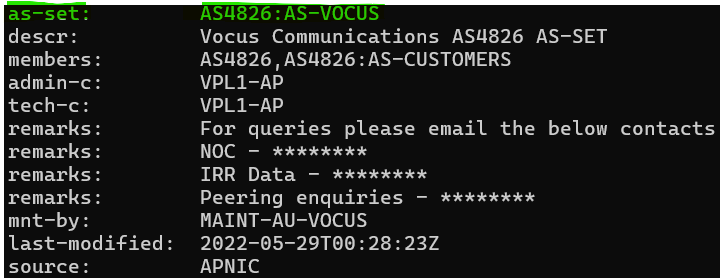 as-set: AS4826:AS-VOCUS
descr: Vocus Communications AS4826 AS-SET
members: AS4826,AS4826:AS-CUSTOMERS
admin-c: VPL1-AP
tech-c: VPL1-AP
remarks: For queries please email the below contacts
remarks: NOC - ********
remarks: IRR Data - ********
remarks: Peering enquiries - ********
mnt-by: MAINT-AU-VOCUS
last-modified: 2022-05-29T00:28:23Z
source: APNIC